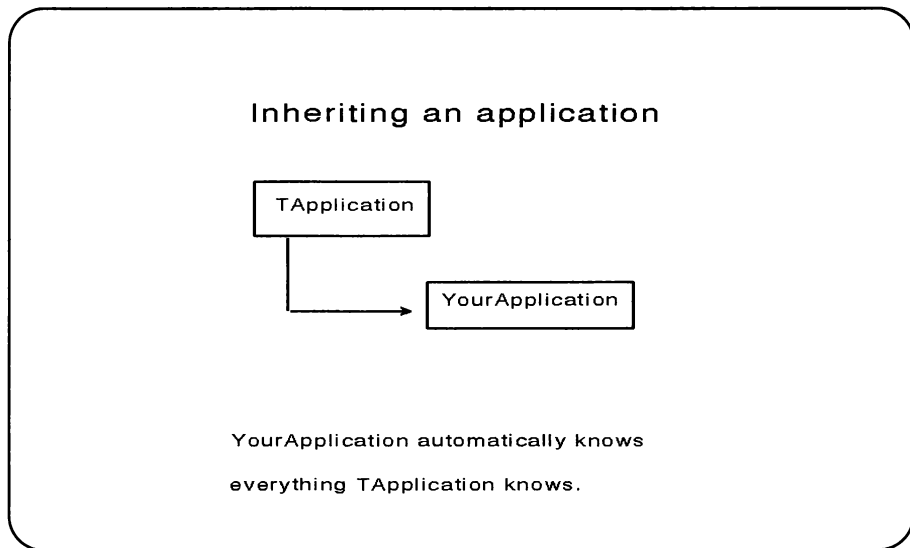 Inheriting an application
TApplication
YourApplication
YourApplication automatically knows
everything TApplication knows.